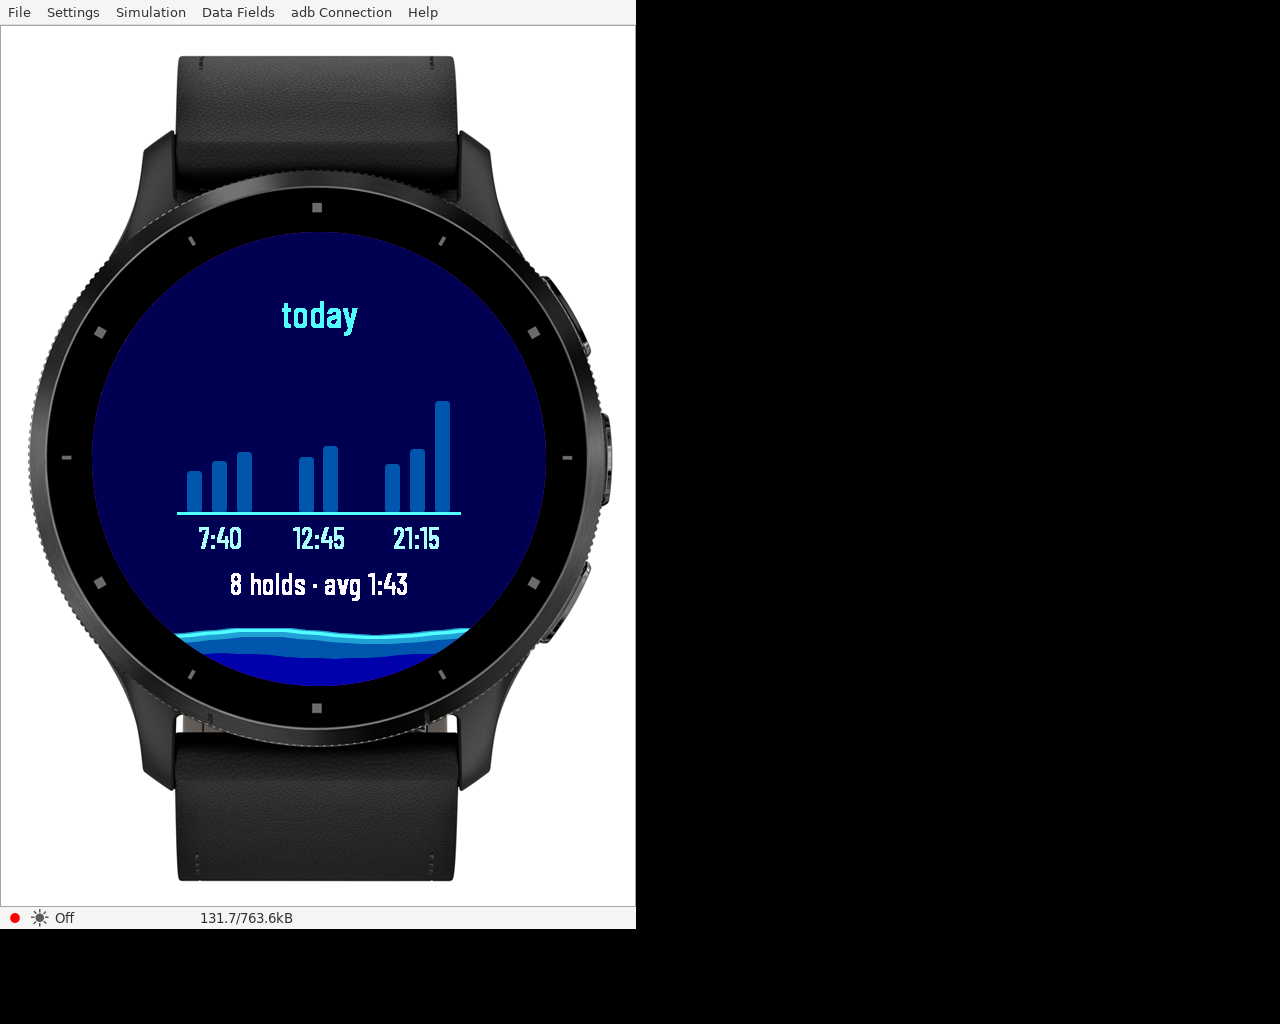 File Settings Simulation Data Fields adb Connection Help
today
7:40 12:45 21:15
8 holds · avg 1:43
Off 131.7/763.6kB